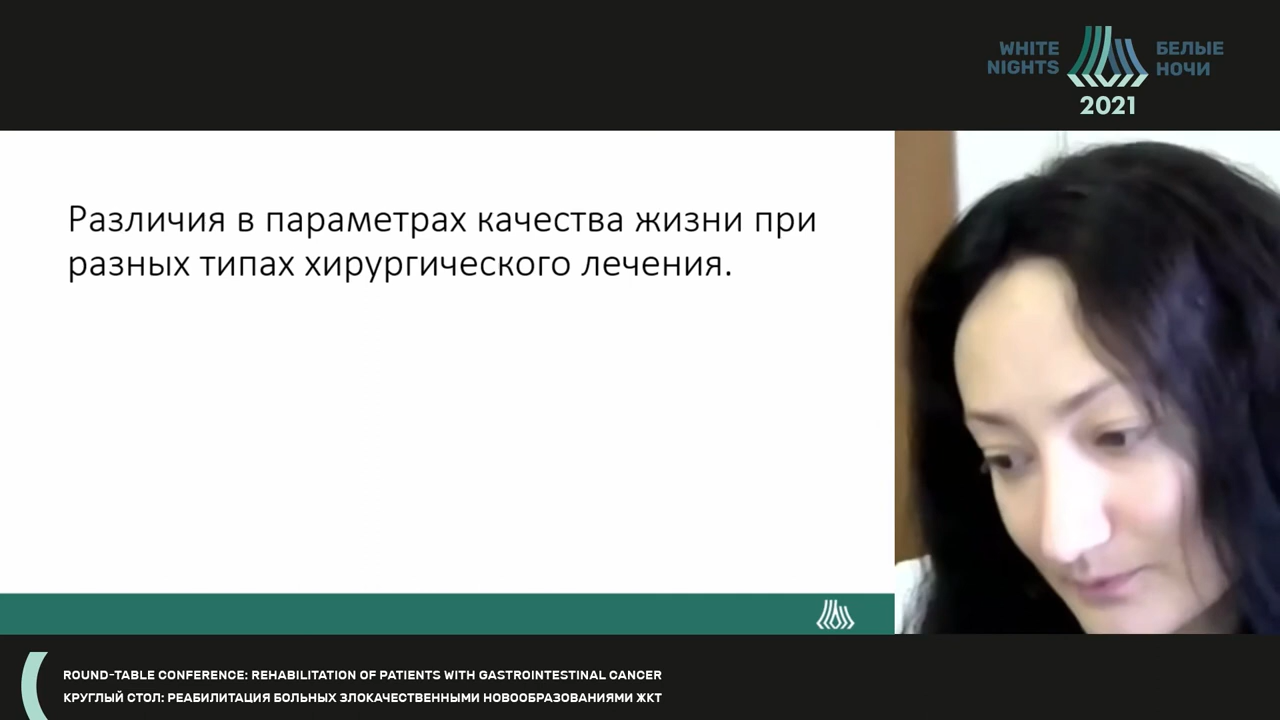 WHITE NIGHTS
БЕЛЫЕ НОЧИ
2021
Различия в параметрах качества жизни при
разных типах хирургического лечения.
ROUND-TABLE CONFERENCE: REHABILITATION OF PATIENTS WITH GASTROINTESTINAL CANCER
КРУГЛЫЙ СТОЛ: РЕАБИЛИТАЦИЯ БОЛЬНЫХ ЗЛОКАЧЕСТВЕННЫМИ НОВООБРАЗОВАНИЯМИ ЖКТ